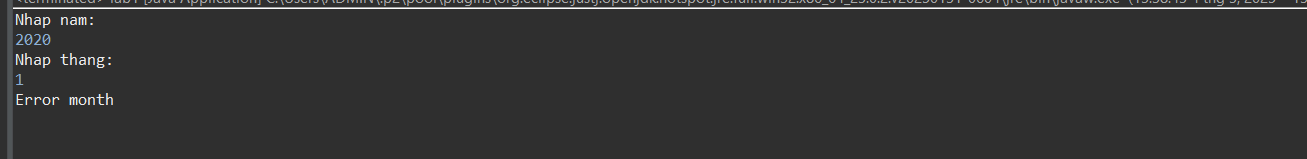 Nhap nam:
2020
Nhap thang:
1
Error month